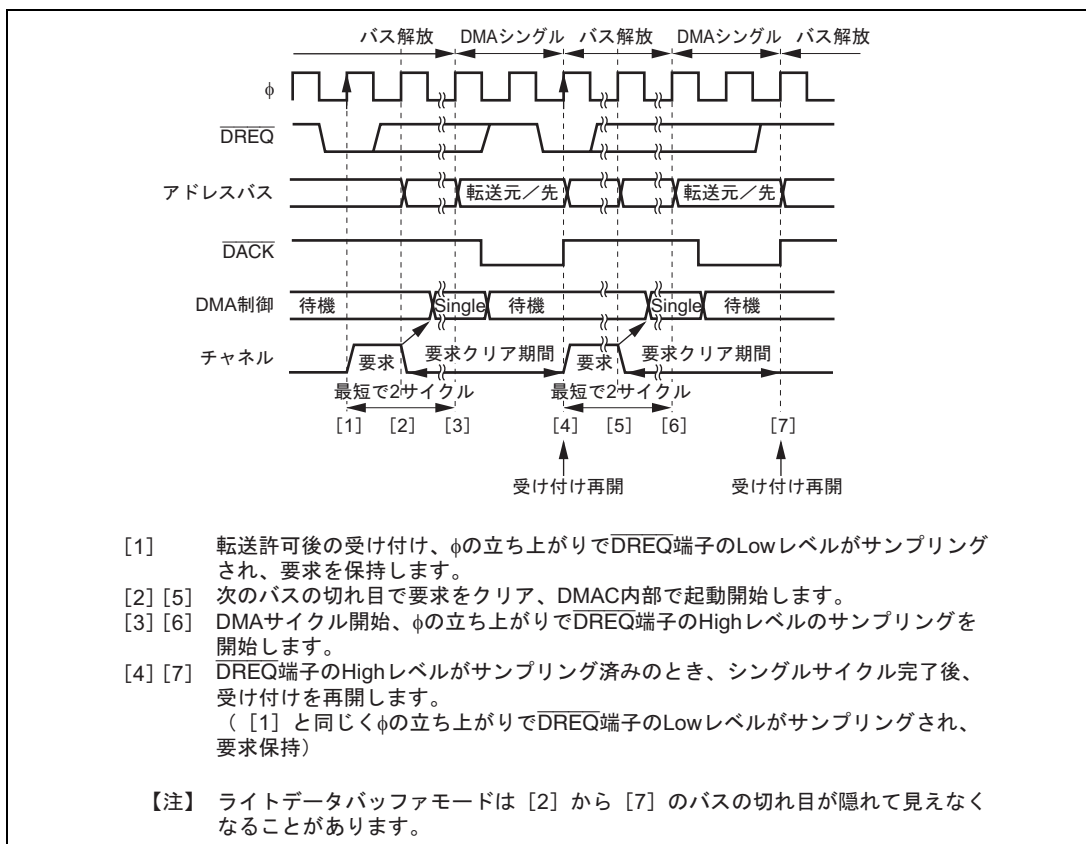 バス解放 DMAシングル バス解放 DMAシングル バス解放
φ
DREQ
アドレスバス 転送元／先 転送元／先
DACK
DMA制御 待機 Single 待機 Single 待機
チャネル 要求 要求クリア期間 要求 要求クリア期間
最短で2サイクル 最短で2サイクル
［1］ ［2］ ［3］ ［4］ ［5］ ［6］ ［7］
受け付け再開 受け付け再開
［1］ 転送許可後の受け付け、φの立ち上がりでDREQ端子のLowレベルがサンプリング
され、要求を保持します。
［2］［5］ 次のバスの切れ目で要求をクリア、DMAC内部で起動開始します。
［3］［6］ DMAサイクル開始、φの立ち上がりでDREQ端子のHighレベルのサンプリングを
開始します。
［4］［7］ DREQ端子のHighレベルがサンプリング済みのとき、シングルサイクル完了後、
受け付けを再開します。
（［1］と同じくφの立ち上がりでDREQ端子のLowレベルがサンプリングされ、
要求保持）
【注】 ライトデータバッファモードは［2］から［7］のバスの切れ目が隠れて見えなく
なることがあります。